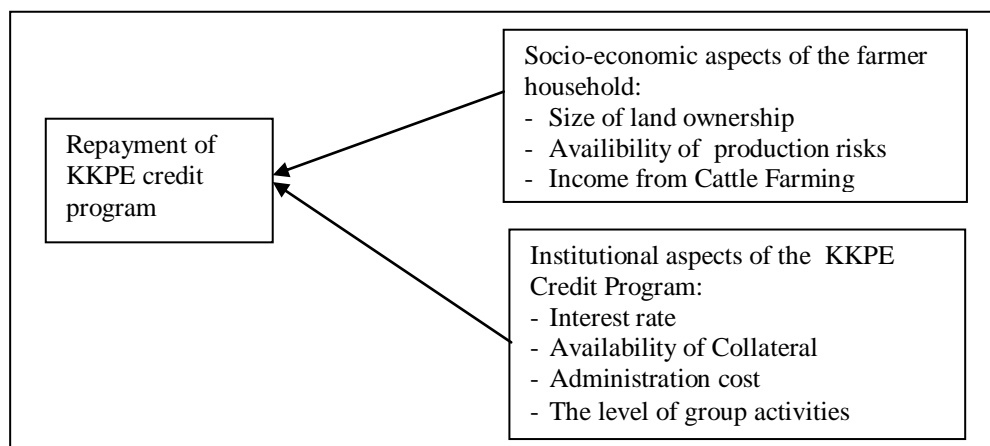 Repayment of
KKPE credit
program
Socio-economic aspects of the farmer
household:
- Size of land ownership
- Availibility of production risks
- Income from Cattle Farming
Institutional aspects of the KKPE
Credit Program:
- Interest rate
- Availability of Collateral
- Administration cost
- The level of group activities